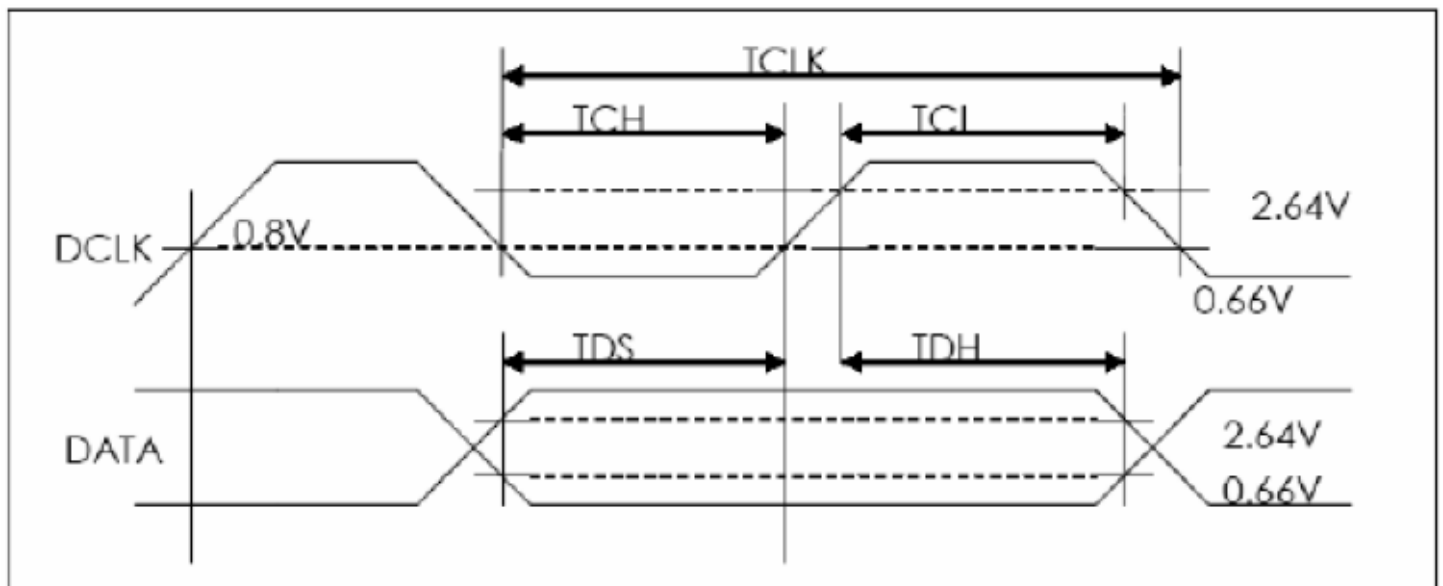 TCLK
TCH TCL
2.64V
0.8V
DCLK
0.66V
TDS TDH
2.64V
DATA
0.66V